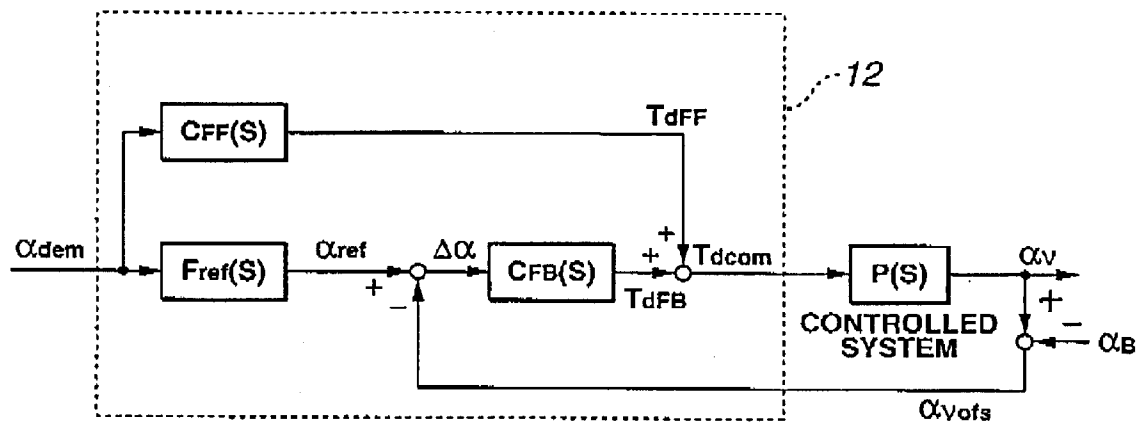 12
CFF(S)
TdFF
αdem
Fref(S)
αref
+
−
Δα
CFB(S)
+
+
TdFB
Tdcom
P(S)
CONTROLLED
SYSTEM
αv
+
−
αB
αvofs